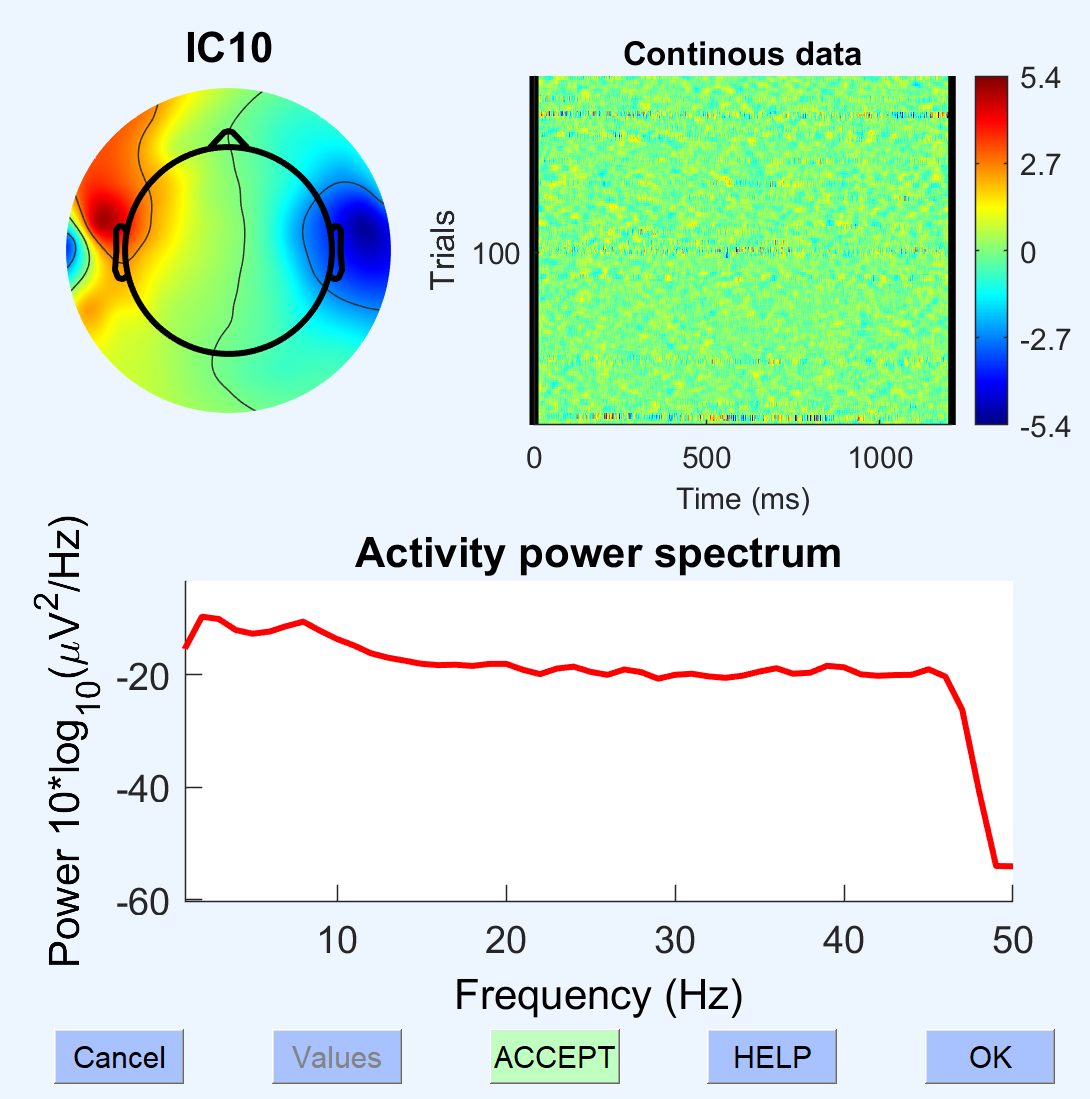 IC10
Continous data
5.4
2.7
0
-2.7
-5.4
Trials
100
0 500 1000
Time (ms)
Activity power spectrum
Power 10*log₁₀(μV²/Hz)
-20
-40
-60
10 20 30 40 50
Frequency (Hz)
Cancel Values ACCEPT HELP OK